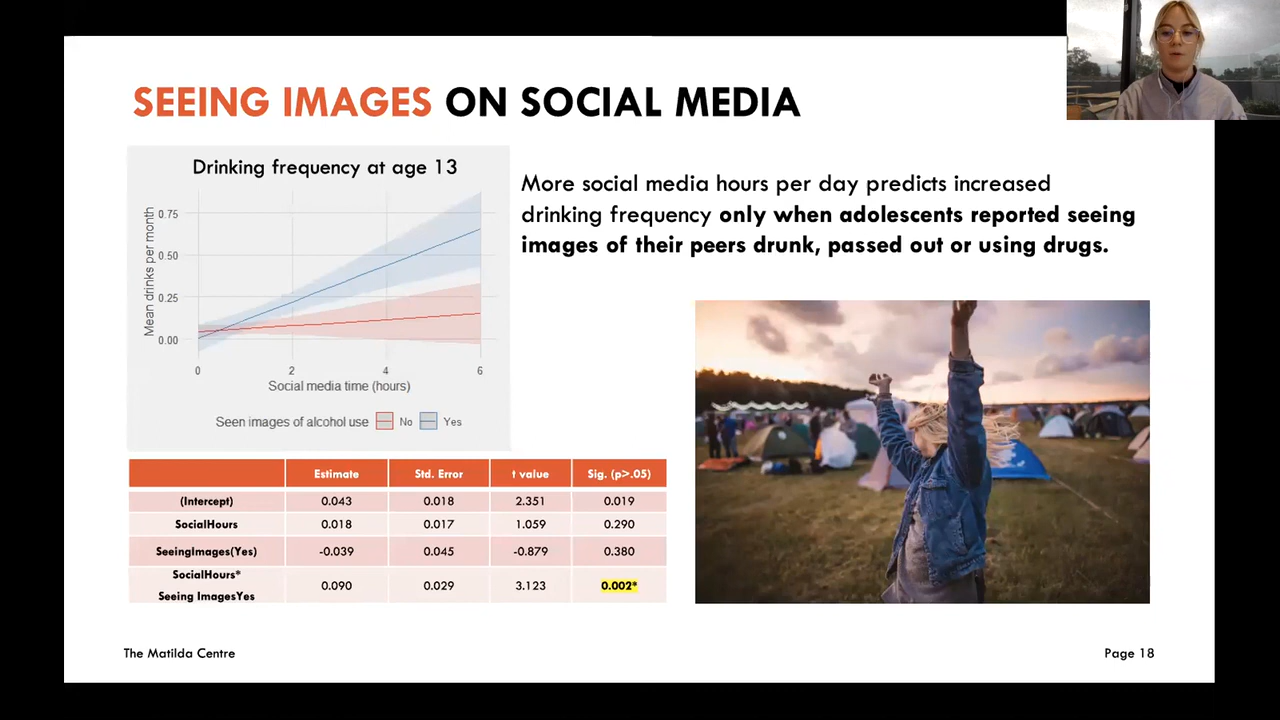 SEEING IMAGES ON SOCIAL MEDIA
Drinking frequency at age 13
Mean drinks per month
0.75
0.50
0.25
0.00
0 2 4 6
Social media time (hours)
Seen images of alcohol use No Yes
More social media hours per day predicts increased
drinking frequency only when adolescents reported seeing
images of their peers drunk, passed out or using drugs.
Estimate Std. Error t value Sig. (p>.05)
(Intercept) 0.043 0.018 2.351 0.019
SocialHours 0.018 0.017 1.059 0.290
SeeingImages(Yes) -0.039 0.045 -0.879 0.380
SocialHours*
Seeing ImagesYes 0.090 0.029 3.123 0.002*
The Matilda Centre
Page 18